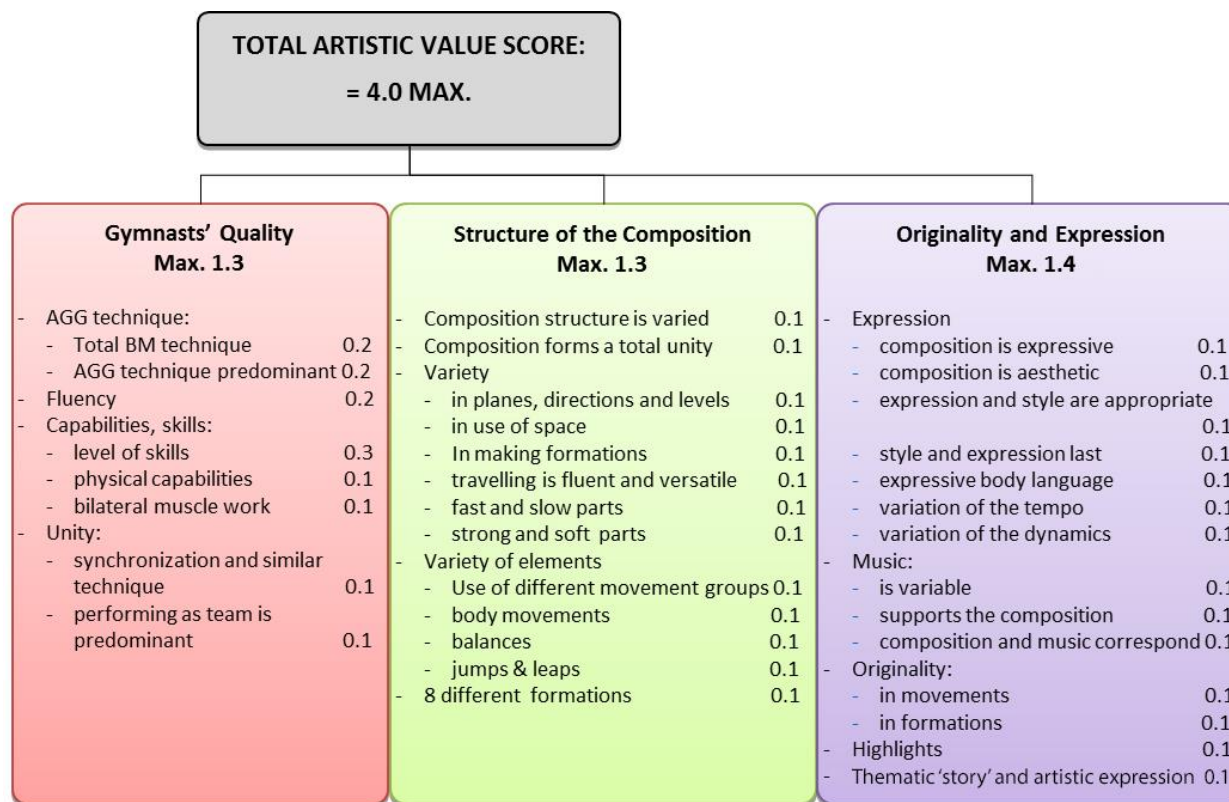 TOTAL ARTISTIC VALUE SCORE:
= 4.0 MAX.
Gymnasts’ Quality
Max. 1.3
- AGG technique:
- Total BM technique 0.2
- AGG technique predominant 0.2
- Fluency 0.2
- Capabilities, skills:
- level of skills 0.3
- physical capabilities 0.1
- bilateral muscle work 0.1
- Unity:
- synchronization and similar
technique 0.1
- performing as team is
predominant 0.1
Structure of the Composition
Max. 1.3
- Composition structure is varied 0.1
- Composition forms a total unity 0.1
- Variety
- in planes, directions and levels 0.1
- in use of space 0.1
- In making formations 0.1
- travelling is fluent and versatile 0.1
- fast and slow parts 0.1
- strong and soft parts 0.1
- Variety of elements
- Use of different movement groups 0.1
- body movements 0.1
- balances 0.1
- jumps & leaps 0.1
- 8 different formations 0.1
Originality and Expression
Max. 1.4
- Expression
- composition is expressive 0.1
- composition is aesthetic 0.1
- expression and style are appropriate
0.1
- style and expression last 0.1
- expressive body language 0.1
- variation of the tempo 0.1
- variation of the dynamics 0.1
- Music:
- is variable 0.1
- supports the composition 0.1
- composition and music correspond 0.1
- Originality:
- in movements 0.1
- in formations 0.1
- Highlights 0.1
- Thematic ‘story’ and artistic expression 0.1